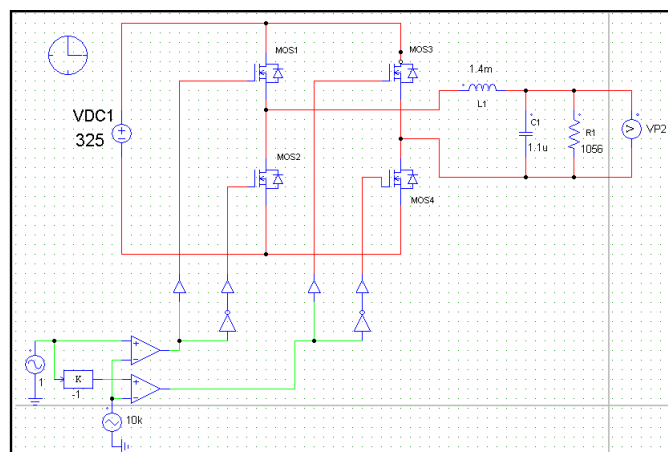 MOS1
MOS3
1.4m
L1
VDC1
325
C1
1.1u
R1
1056
V
VP2
MOS2
MOS4
1
K
-1
10k